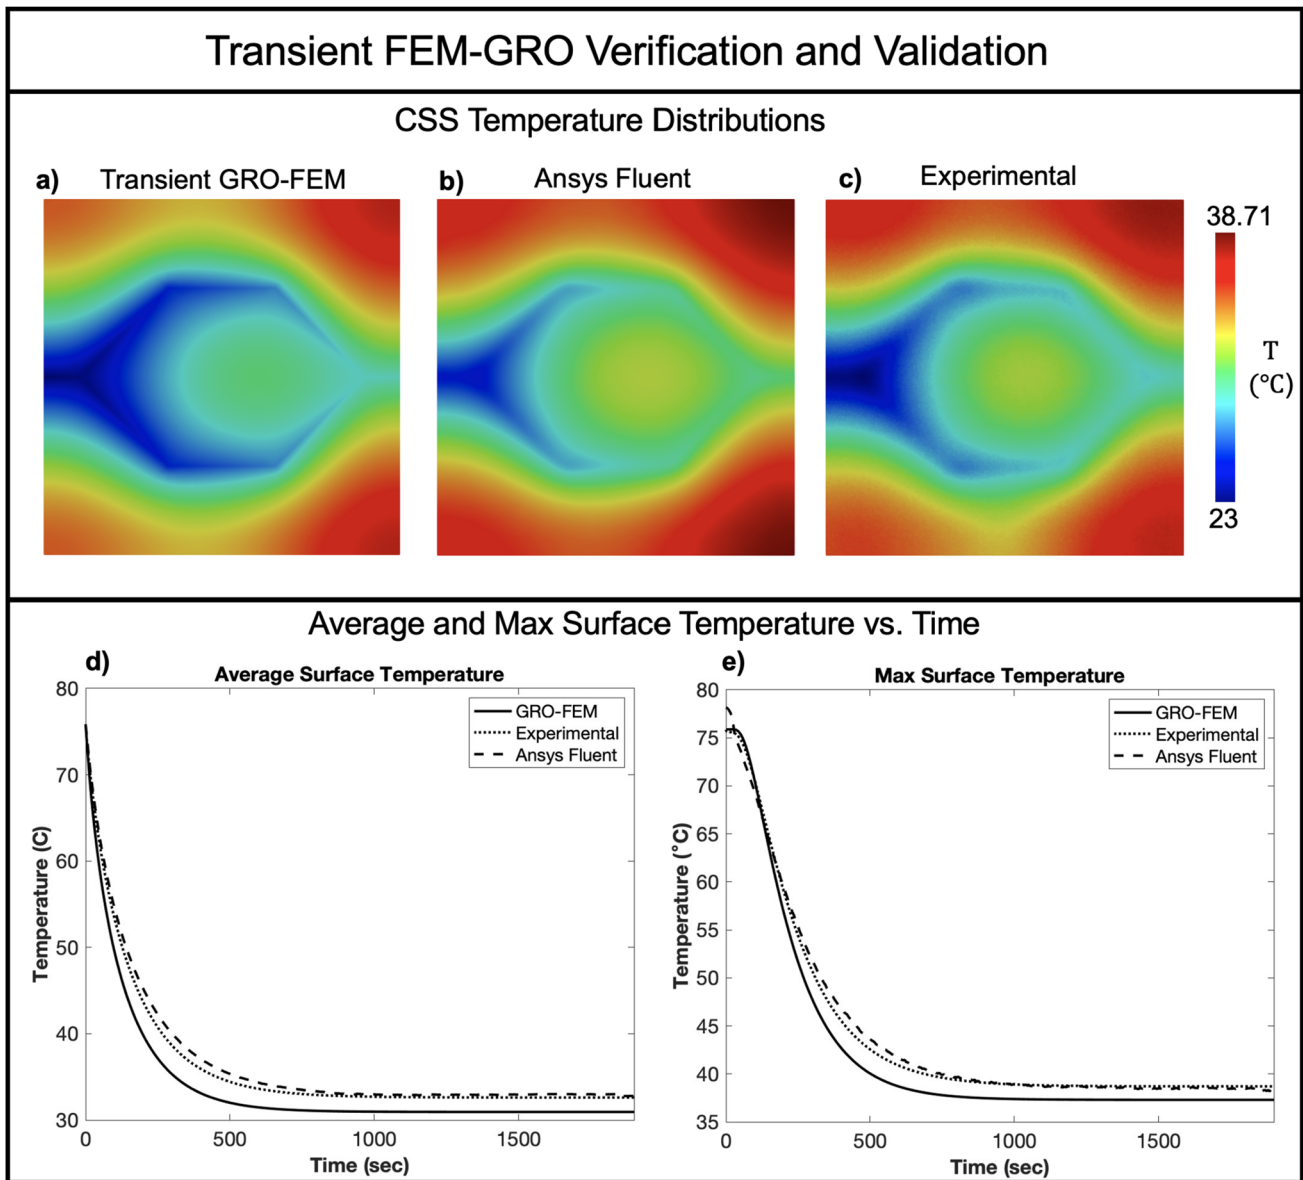 Transient FEM-GRO Verification and Validation
CSS Temperature Distributions
a) Transient GRO-FEM
b) Ansys Fluent
c) Experimental
38.71
T
(°C)
23
Average and Max Surface Temperature vs. Time
d)
Average Surface Temperature
80
70
60
50
40
30
Temperature (C)
GRO-FEM
Experimental
Ansys Fluent
0 500 1000 1500
Time (sec)
e)
Max Surface Temperature
80
75
70
65
60
55
50
45
40
35
Temperature (°C)
GRO-FEM
Experimental
Ansys Fluent
0 500 1000 1500
Time (sec)